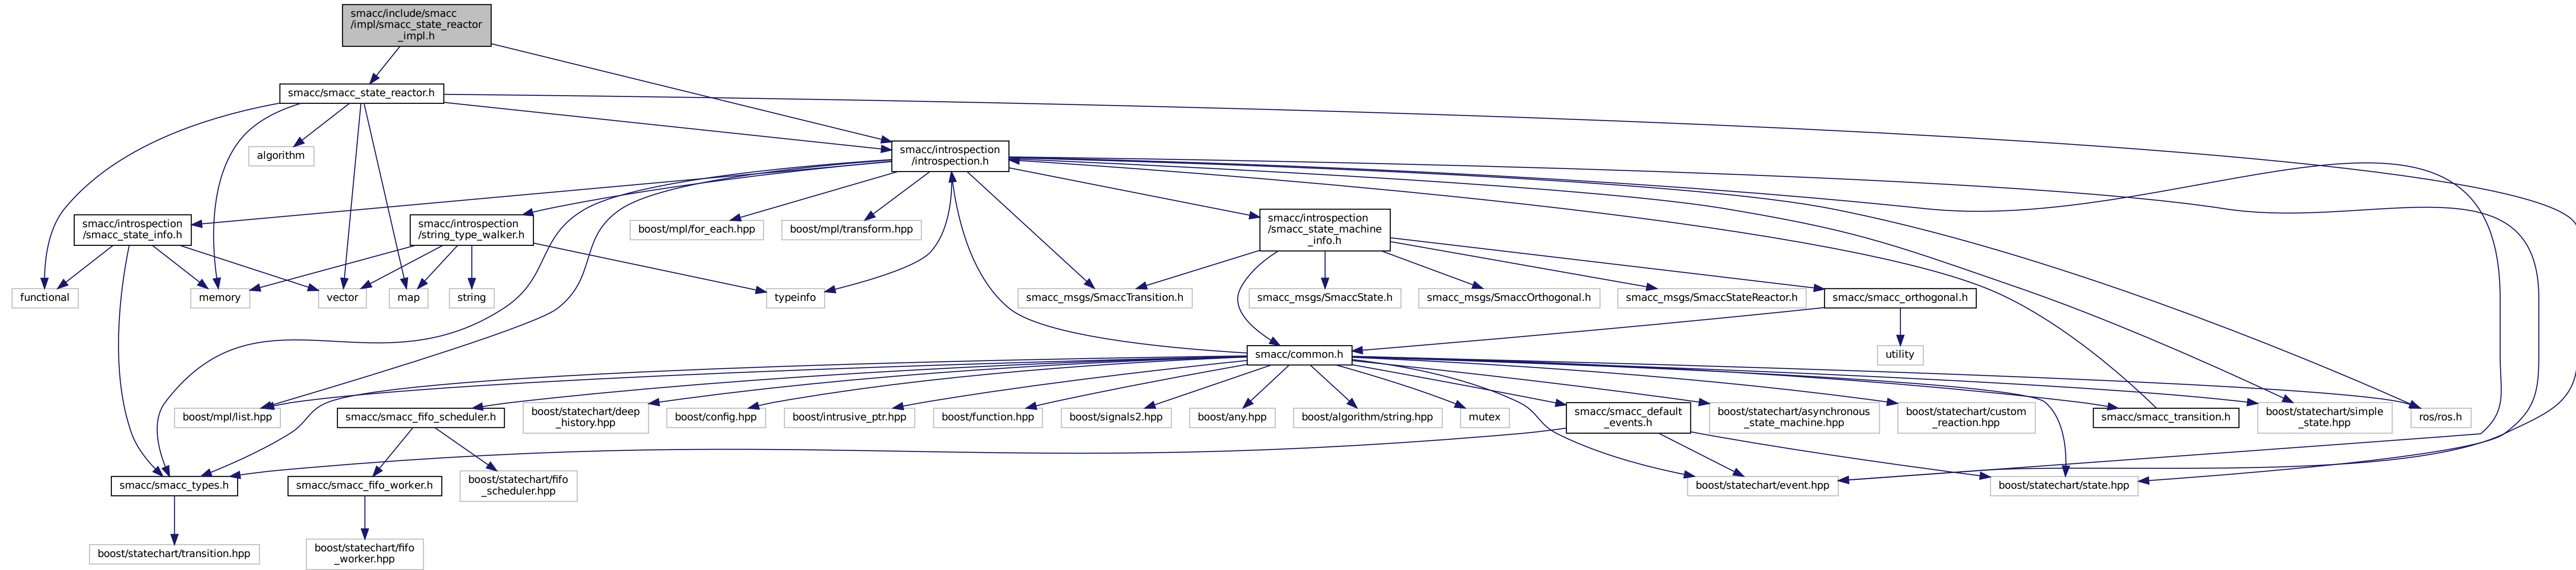 smacc/include/smacc
/impl/smacc_state_reactor
_impl.h
smacc/smacc_state_reactor.h
algorithm
smacc/introspection
/introspection.h
smacc/introspection
/smacc_state_info.h
smacc/introspection
/string_type_walker.h
boost/mpl/for_each.hpp
boost/mpl/transform.hpp
smacc/introspection
/smacc_state_machine
_info.h
functional
memory
vector
map
string
typeinfo
smacc_msgs/SmaccTransition.h
smacc_msgs/SmaccState.h
smacc_msgs/SmaccOrthogonal.h
smacc_msgs/SmaccStateReactor.h
smacc/smacc_orthogonal.h
smacc/common.h
utility
boost/mpl/list.hpp
smacc/smacc_fifo_scheduler.h
boost/statechart/deep
_history.hpp
boost/config.hpp
boost/intrusive_ptr.hpp
boost/function.hpp
boost/signals2.hpp
boost/any.hpp
boost/algorithm/string.hpp
mutex
smacc/smacc_default
_events.h
boost/statechart/asynchronous
_state_machine.hpp
boost/statechart/custom
_reaction.hpp
smacc/smacc_transition.h
boost/statechart/simple
_state.hpp
ros/ros.h
smacc/smacc_types.h
smacc/smacc_fifo_worker.h
boost/statechart/fifo
_scheduler.hpp
boost/statechart/event.hpp
boost/statechart/state.hpp
boost/statechart/transition.hpp
boost/statechart/fifo
_worker.hpp